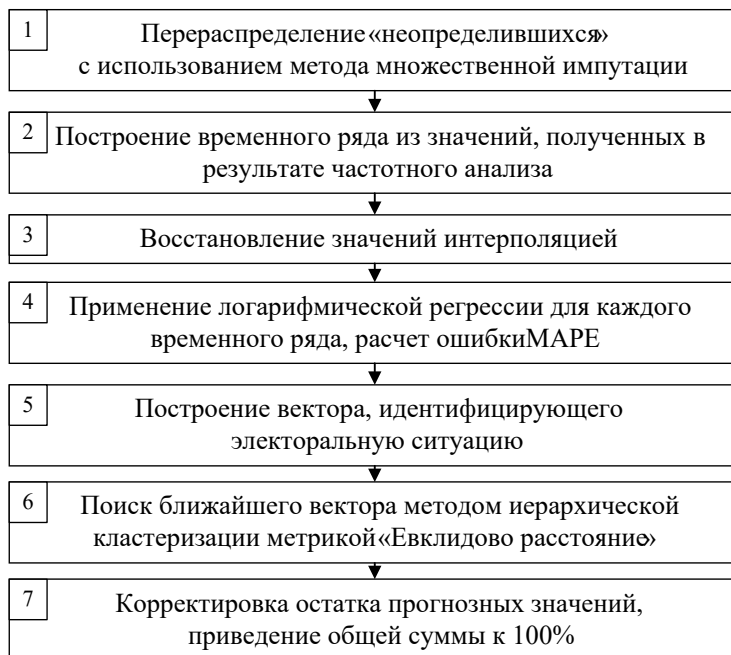 1
Перераспределение «неопределившихся»
с использованием метода множественной импутации
2
Построение временного ряда из значений, полученных в
результате частотного анализа
3
Восстановление значений интерполяцией
4
Применение логарифмической регрессии для каждого
временного ряда, расчет ошибки MAPE
5
Построение вектора, идентифицирующего
электоральную ситуацию
6
Поиск ближайшего вектора методом иерархической
кластеризации метрикой «Евклидово расстояние»
7
Корректировка остатка прогнозных значений,
приведение общей суммы к 100%